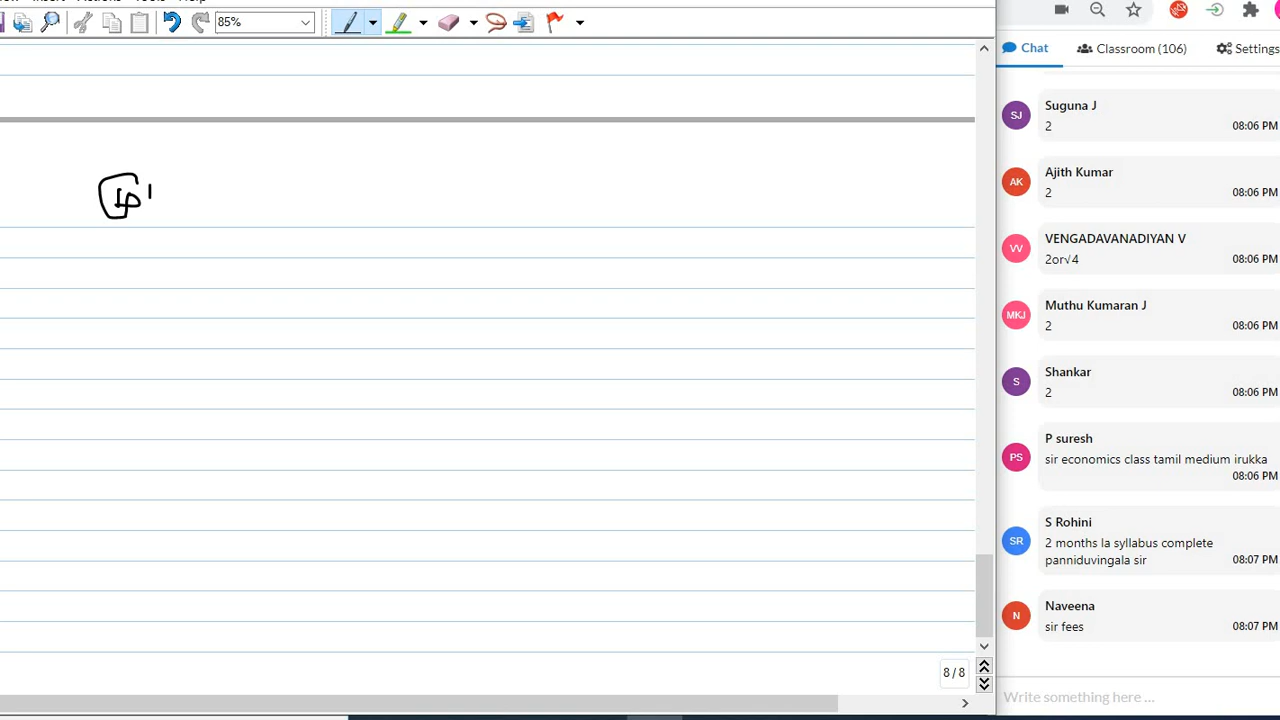 85%
Chat
Classroom (106)
Settings
SJ
Suguna J
2
08:06 PM
AK
Ajith Kumar
2
08:06 PM
VV
VENGADAVANADIYAN V
2or√4
08:06 PM
MKJ
Muthu Kumaran J
2
08:06 PM
S
Shankar
2
08:06 PM
PS
P suresh
sir economics class tamil medium irukka
08:06 PM
SR
S Rohini
2 months la syllabus complete
panniduvingala sir
08:07 PM
N
Naveena
sir fees
08:07 PM
8/8
Write something here ...